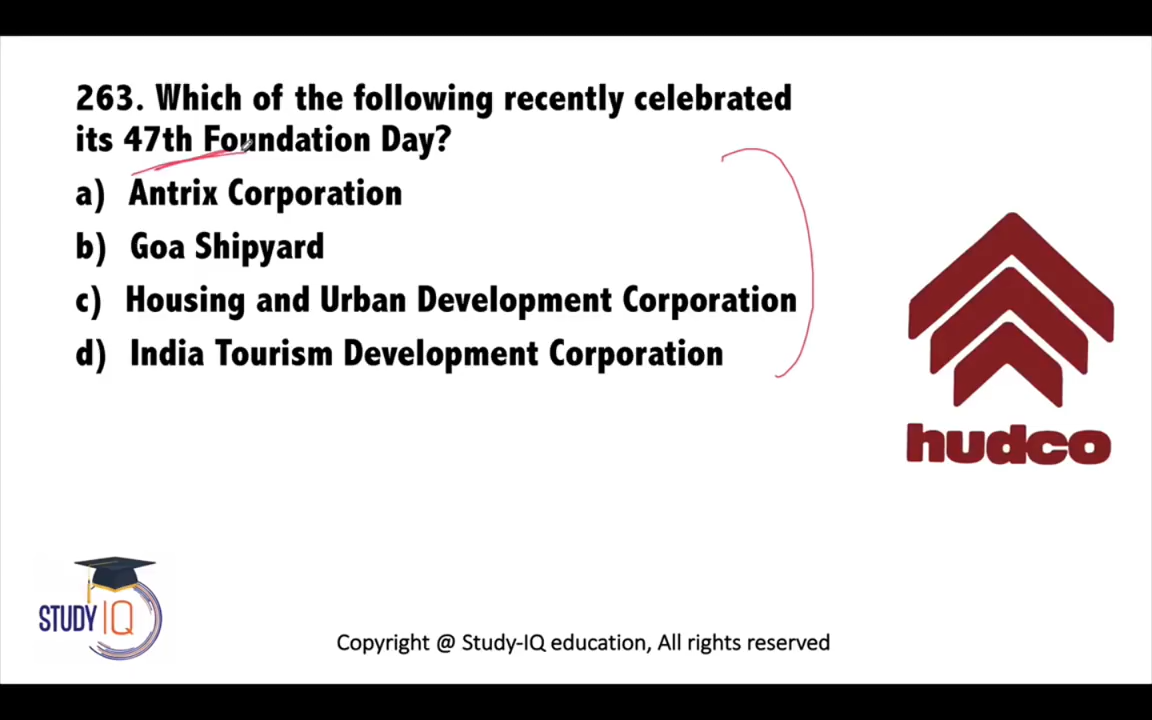 263. Which of the following recently celebrated
its 47th Foundation Day?
a) Antrix Corporation
b) Goa Shipyard
c) Housing and Urban Development Corporation
d) India Tourism Development Corporation
hudco
STUDY IQ
Copyright @ Study-IQ education, All rights reserved